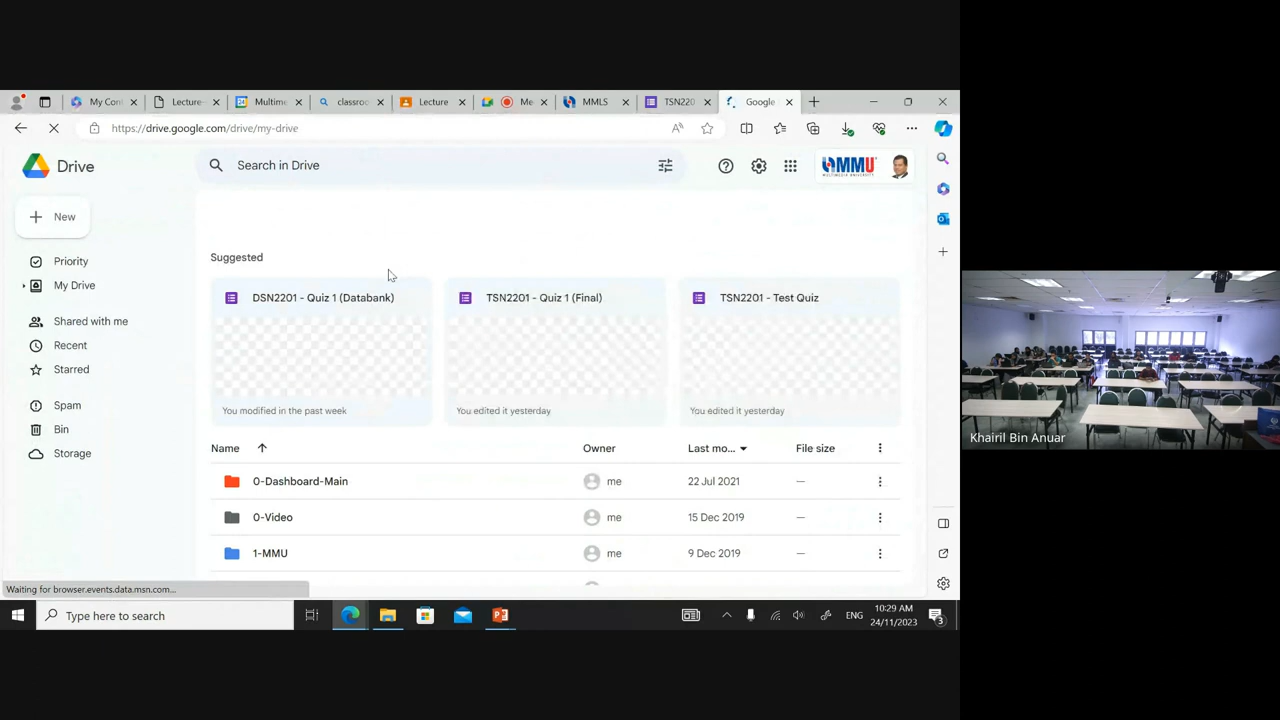 My Con
Lecture-
Multime
classroo
Lecture
Me
MMLS
TSN220
Google
https://drive.google.com/drive/my-drive
Drive
Search in Drive
MMU
MULTIMEDIA UNIVERSITY
New
Priority
My Drive
Shared with me
Recent
Starred
Spam
Bin
Storage
Suggested
DSN2201 - Quiz 1 (Databank)
TSN2201 - Quiz 1 (Final)
TSN2201 - Test Quiz
You modified in the past week
You edited it yesterday
You edited it yesterday
Name
Owner
Last mo...
File size
0-Dashboard-Main
me
22 Jul 2021
—
0-Video
me
15 Dec 2019
—
1-MMU
me
9 Dec 2019
—
Waiting for browser.events.data.msn.com...
Type here to search
ENG
10:29 AM
24/11/2023
3
Khairil Bin Anuar